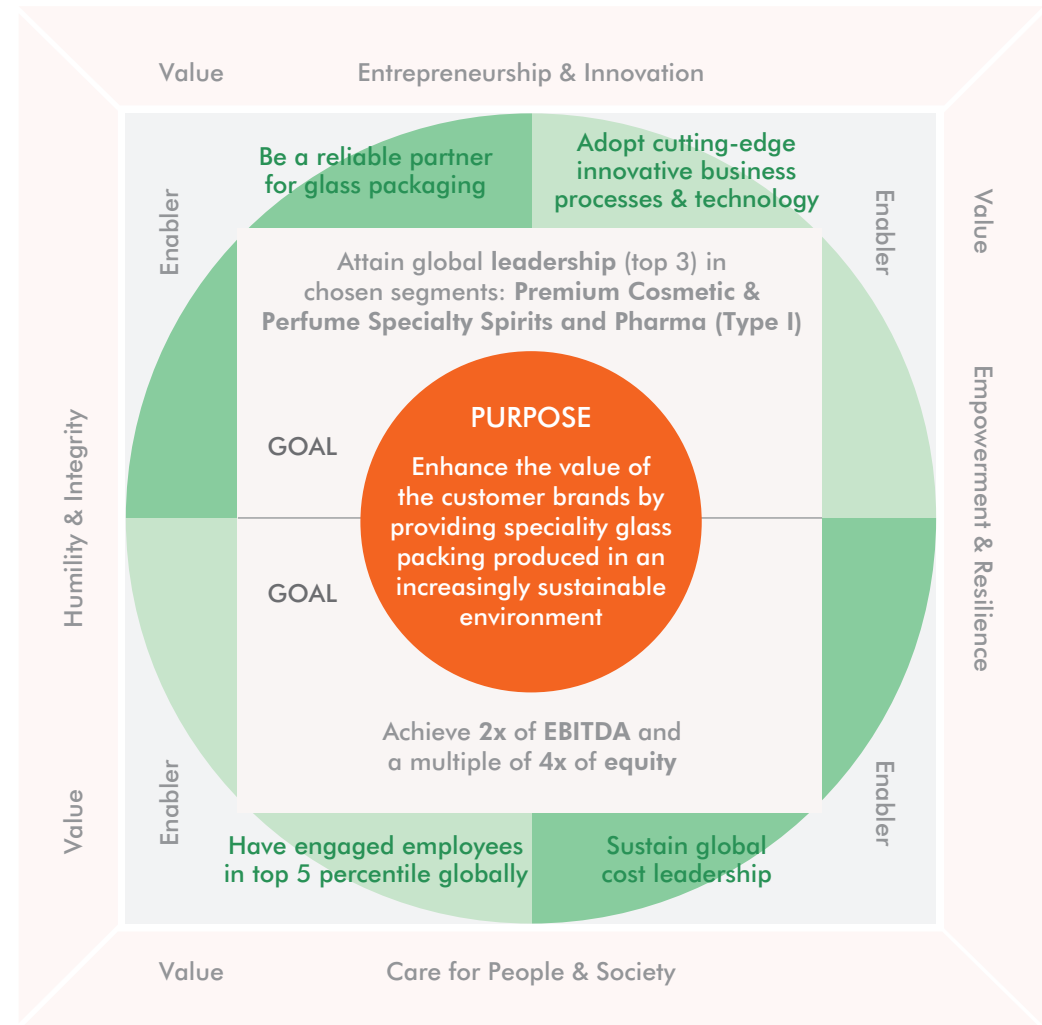 Value
Entrepreneurship & Innovation
Be a reliable partner
for glass packaging
Adopt cutting-edge
innovative business
processes & technology
Enabler
Enabler
Value
Empowerment & Resilience
Attain global leadership (top 3) in
chosen segments: Premium Cosmetic &
Perfume Specialty Spirits and Pharma (Type I)
GOAL
PURPOSE
Enhance the value of
the customer brands by
providing speciality glass
packing produced in an
increasingly sustainable
environment
GOAL
Humility & Integrity
Value
Achieve 2x of EBITDA and
a multiple of 4x of equity
Enabler
Enabler
Have engaged employees
in top 5 percentile globally
Sustain global
cost leadership
Value
Care for People & Society